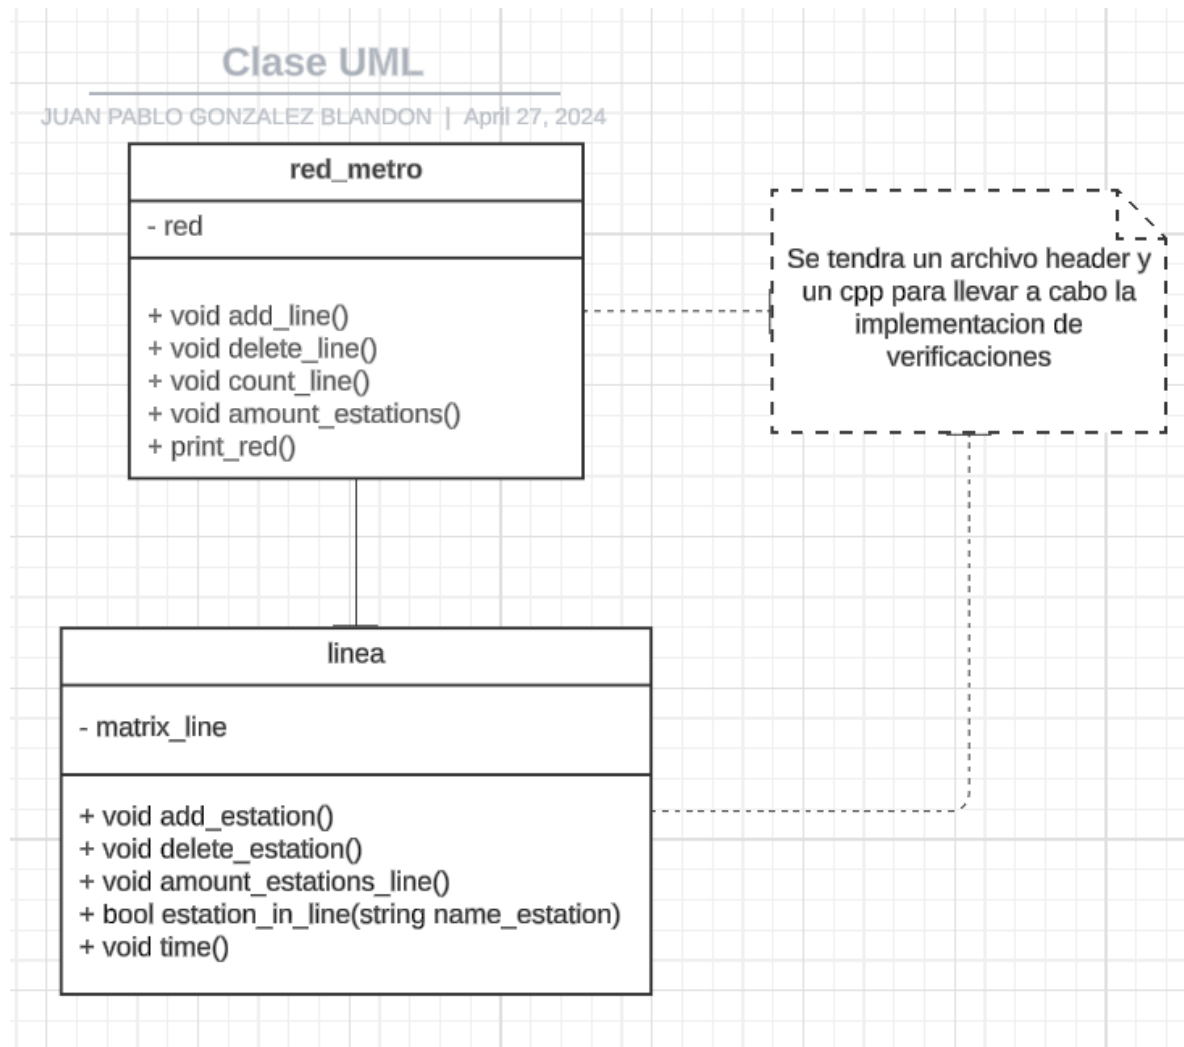 Clase UML
JUAN PABLO GONZALEZ BLANDON | April 27, 2024
red_metro
- red
+ void add_line()
+ void delete_line()
+ void count_line()
+ void amount_estations()
+ print_red()
Se tendra un archivo header y
un cpp para llevar a cabo la
implementacion de
verificaciones
linea
- matrix_line
+ void add_estation()
+ void delete_estation()
+ void amount_estations_line()
+ bool estation_in_line(string name_estation)
+ void time()